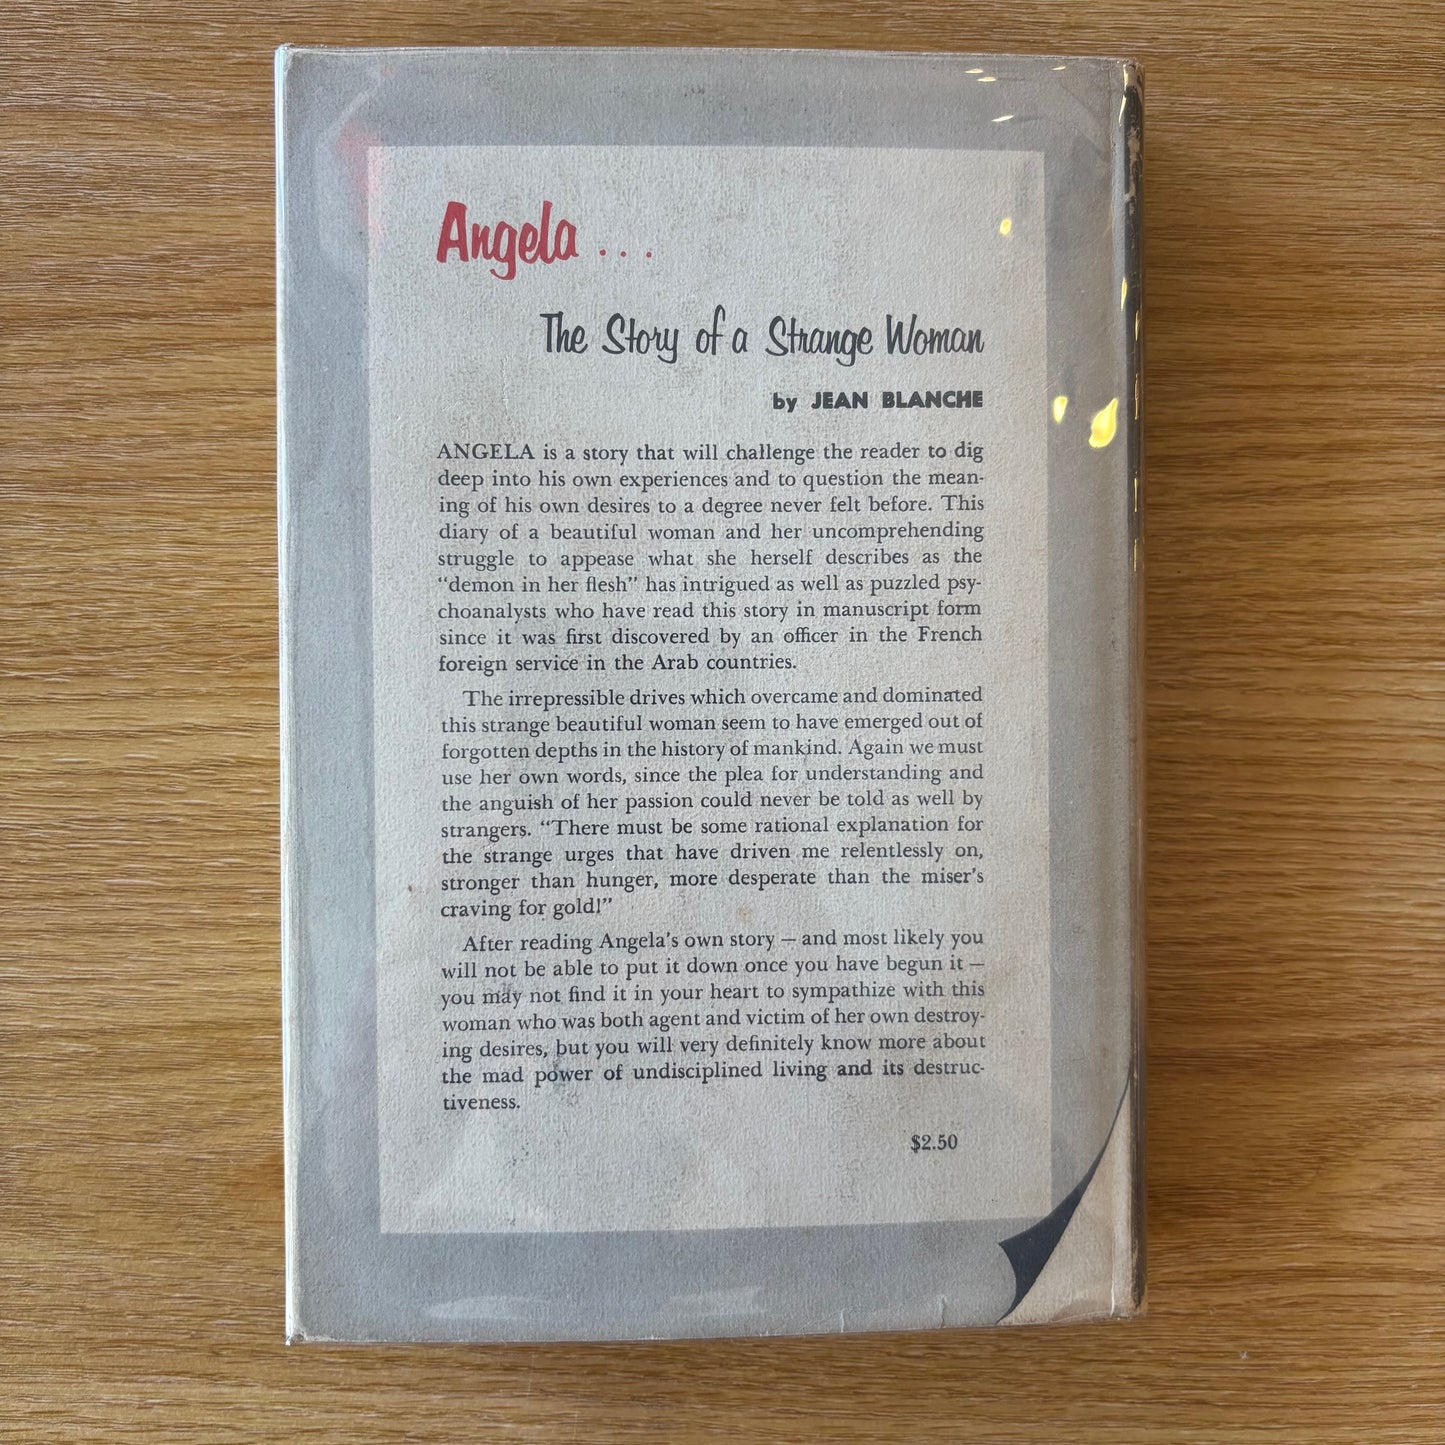 Angela . . .
The Story of a Strange Woman
by JEAN BLANCHE
ANGELA is a story that will challenge the reader to dig
deep into his own experiences and to question the mean-
ing of his own desires to a degree never felt before. This
diary of a beautiful woman and her uncomprehending
struggle to appease what she herself describes as the
“demon in her flesh” has intrigued as well as puzzled psy-
choanalysts who have read this story in manuscript form
since it was first discovered by an officer in the French
foreign service in the Arab countries.
The irrepressible drives which overcame and dominated
this strange beautiful woman seem to have emerged out of
forgotten depths in the history of mankind. Again we must
use her own words, since the plea for understanding and
the anguish of her passion could never be told as well by
strangers. “There must be some rational explanation for
the strange urges that have driven me relentlessly on,
stronger than hunger, more desperate than the miser’s
craving for gold!”
After reading Angela’s own story — and most likely you
will not be able to put it down once you have begun it —
you may not find it in your heart to sympathize with this
woman who was both agent and victim of her own destroy-
ing desires, but you will very definitely know more about
the mad power of undisciplined living and its destruc-
tiveness.
$2.50